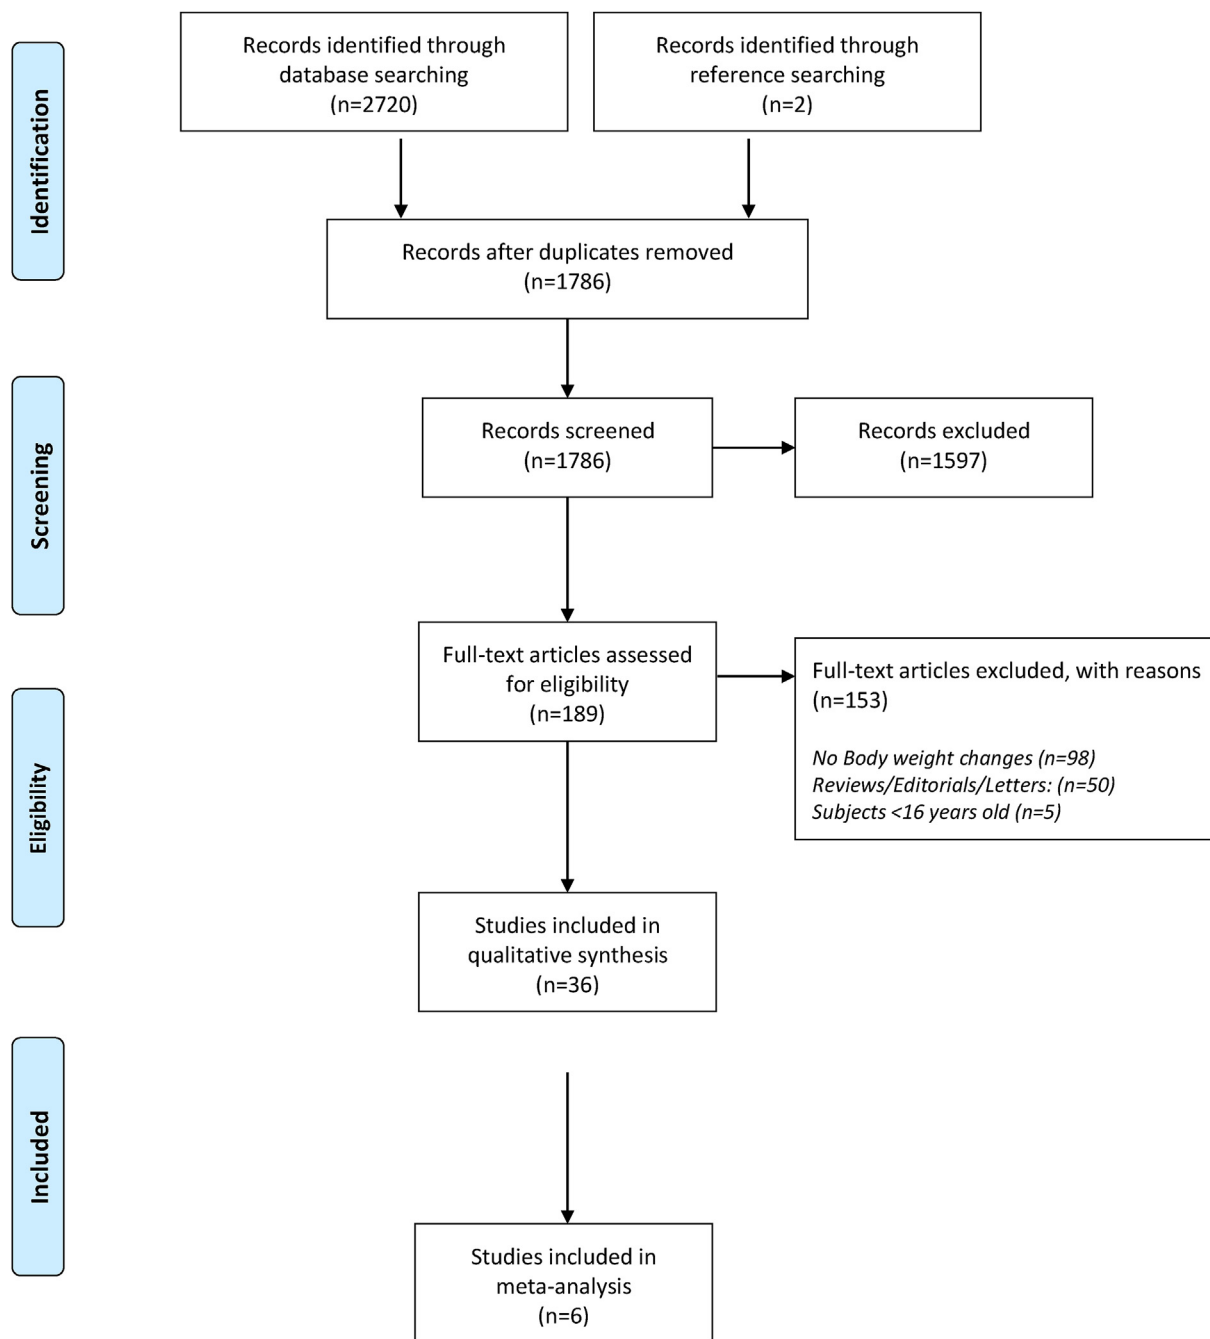 Identification
Records identified through
database searching
(n=2720)
Records identified through
reference searching
(n=2)
Records after duplicates removed
(n=1786)
Screening
Records screened
(n=1786)
Records excluded
(n=1597)
Eligibility
Full-text articles assessed
for eligibility
(n=189)
Full-text articles excluded, with reasons
(n=153)
No Body weight changes (n=98)
Reviews/Editorials/Letters: (n=50)
Subjects <16 years old (n=5)
Studies included in
qualitative synthesis
(n=36)
Included
Studies included in
meta-analysis
(n=6)